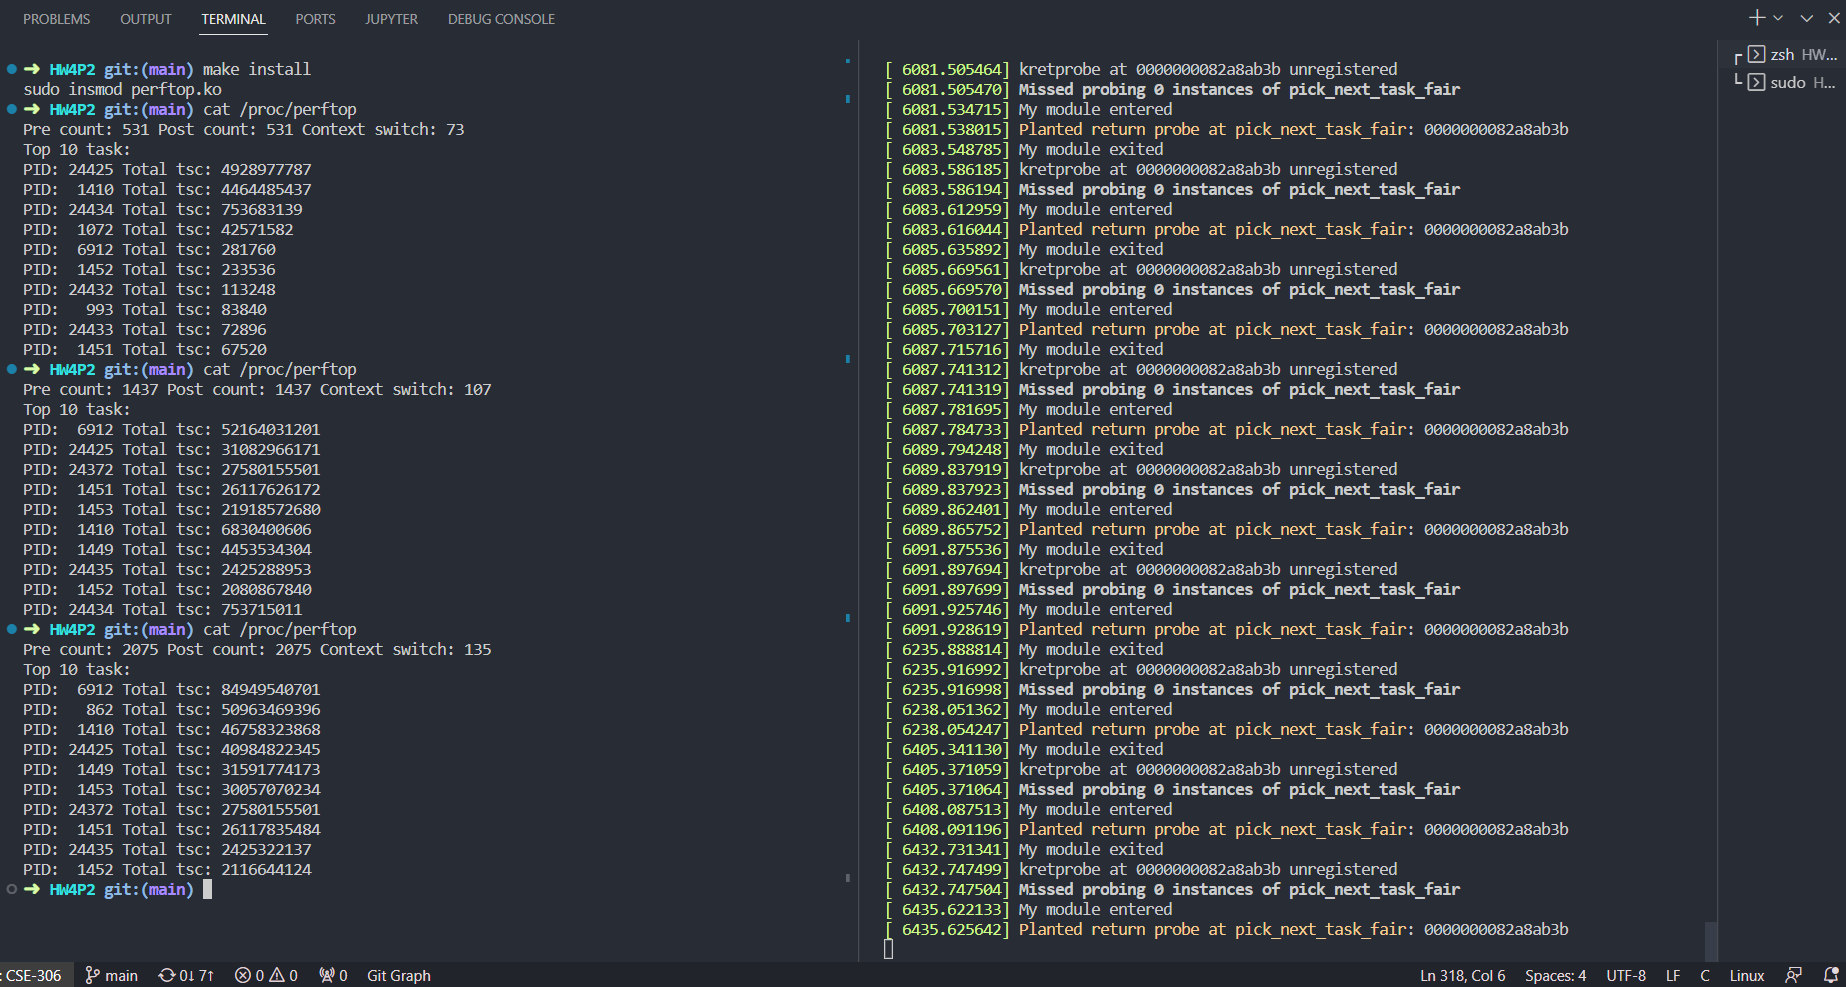 PROBLEMS OUTPUT TERMINAL PORTS JUPYTER DEBUG CONSOLE
➜ HW4P2 git:(main) make install
sudo insmod perftop.ko
➜ HW4P2 git:(main) cat /proc/perftop
Pre count: 531 Post count: 531 Context switch: 73
Top 10 task:
PID: 24425 Total tsc: 4928977787
PID:  1410 Total tsc: 4464485437
PID: 24434 Total tsc: 753683139
PID:  1072 Total tsc: 42571582
PID:  6912 Total tsc: 281760
PID:  1452 Total tsc: 233536
PID: 24432 Total tsc: 113248
PID:   993 Total tsc: 83840
PID: 24433 Total tsc: 72896
PID:  1451 Total tsc: 67520
➜ HW4P2 git:(main) cat /proc/perftop
Pre count: 1437 Post count: 1437 Context switch: 107
Top 10 task:
PID:  6912 Total tsc: 52164031201
PID: 24425 Total tsc: 31082966171
PID: 24372 Total tsc: 27580155501
PID:  1451 Total tsc: 26117626172
PID:  1453 Total tsc: 21918572680
PID:  1410 Total tsc: 6830400606
PID:  1449 Total tsc: 4453534304
PID: 24435 Total tsc: 2425288953
PID:  1452 Total tsc: 2080867840
PID: 24434 Total tsc: 753715011
➜ HW4P2 git:(main) cat /proc/perftop
Pre count: 2075 Post count: 2075 Context switch: 135
Top 10 task:
PID:  6912 Total tsc: 84949540701
PID:   862 Total tsc: 50963469396
PID:  1410 Total tsc: 46758323868
PID: 24425 Total tsc: 40984822345
PID:  1449 Total tsc: 31591774173
PID:  1453 Total tsc: 30057070234
PID: 24372 Total tsc: 27580155501
PID:  1451 Total tsc: 26117835484
PID: 24435 Total tsc: 2425322137
PID:  1452 Total tsc: 2116644124
➜ HW4P2 git:(main)
[ 6081.505464] kretprobe at 0000000082a8ab3b unregistered
[ 6081.505470] Missed probing 0 instances of pick_next_task_fair
[ 6081.534715] My module entered
[ 6081.538015] Planted return probe at pick_next_task_fair: 0000000082a8ab3b
[ 6083.548785] My module exited
[ 6083.586185] kretprobe at 0000000082a8ab3b unregistered
[ 6083.586194] Missed probing 0 instances of pick_next_task_fair
[ 6083.612959] My module entered
[ 6083.616044] Planted return probe at pick_next_task_fair: 0000000082a8ab3b
[ 6085.635892] My module exited
[ 6085.669561] kretprobe at 0000000082a8ab3b unregistered
[ 6085.669570] Missed probing 0 instances of pick_next_task_fair
[ 6085.700151] My module entered
[ 6085.703127] Planted return probe at pick_next_task_fair: 0000000082a8ab3b
[ 6087.715716] My module exited
[ 6087.741312] kretprobe at 0000000082a8ab3b unregistered
[ 6087.741319] Missed probing 0 instances of pick_next_task_fair
[ 6087.781695] My module entered
[ 6087.784733] Planted return probe at pick_next_task_fair: 0000000082a8ab3b
[ 6089.794248] My module exited
[ 6089.837919] kretprobe at 0000000082a8ab3b unregistered
[ 6089.837923] Missed probing 0 instances of pick_next_task_fair
[ 6089.862401] My module entered
[ 6089.865752] Planted return probe at pick_next_task_fair: 0000000082a8ab3b
[ 6091.875536] My module exited
[ 6091.897694] kretprobe at 0000000082a8ab3b unregistered
[ 6091.897699] Missed probing 0 instances of pick_next_task_fair
[ 6091.925746] My module entered
[ 6091.928619] Planted return probe at pick_next_task_fair: 0000000082a8ab3b
[ 6235.888814] My module exited
[ 6235.916992] kretprobe at 0000000082a8ab3b unregistered
[ 6235.916998] Missed probing 0 instances of pick_next_task_fair
[ 6238.051362] My module entered
[ 6238.054247] Planted return probe at pick_next_task_fair: 0000000082a8ab3b
[ 6405.341130] My module exited
[ 6405.371059] kretprobe at 0000000082a8ab3b unregistered
[ 6405.371064] Missed probing 0 instances of pick_next_task_fair
[ 6408.087513] My module entered
[ 6408.091196] Planted return probe at pick_next_task_fair: 0000000082a8ab3b
[ 6432.731341] My module exited
[ 6432.747499] kretprobe at 0000000082a8ab3b unregistered
[ 6432.747504] Missed probing 0 instances of pick_next_task_fair
[ 6435.622133] My module entered
[ 6435.625642] Planted return probe at pick_next_task_fair: 0000000082a8ab3b
zsh HW...
sudo H...
: CSE-306 main 0↓ 7↑ 0 0 0 Git Graph Ln 318, Col 6 Spaces: 4 UTF-8 LF C Linux